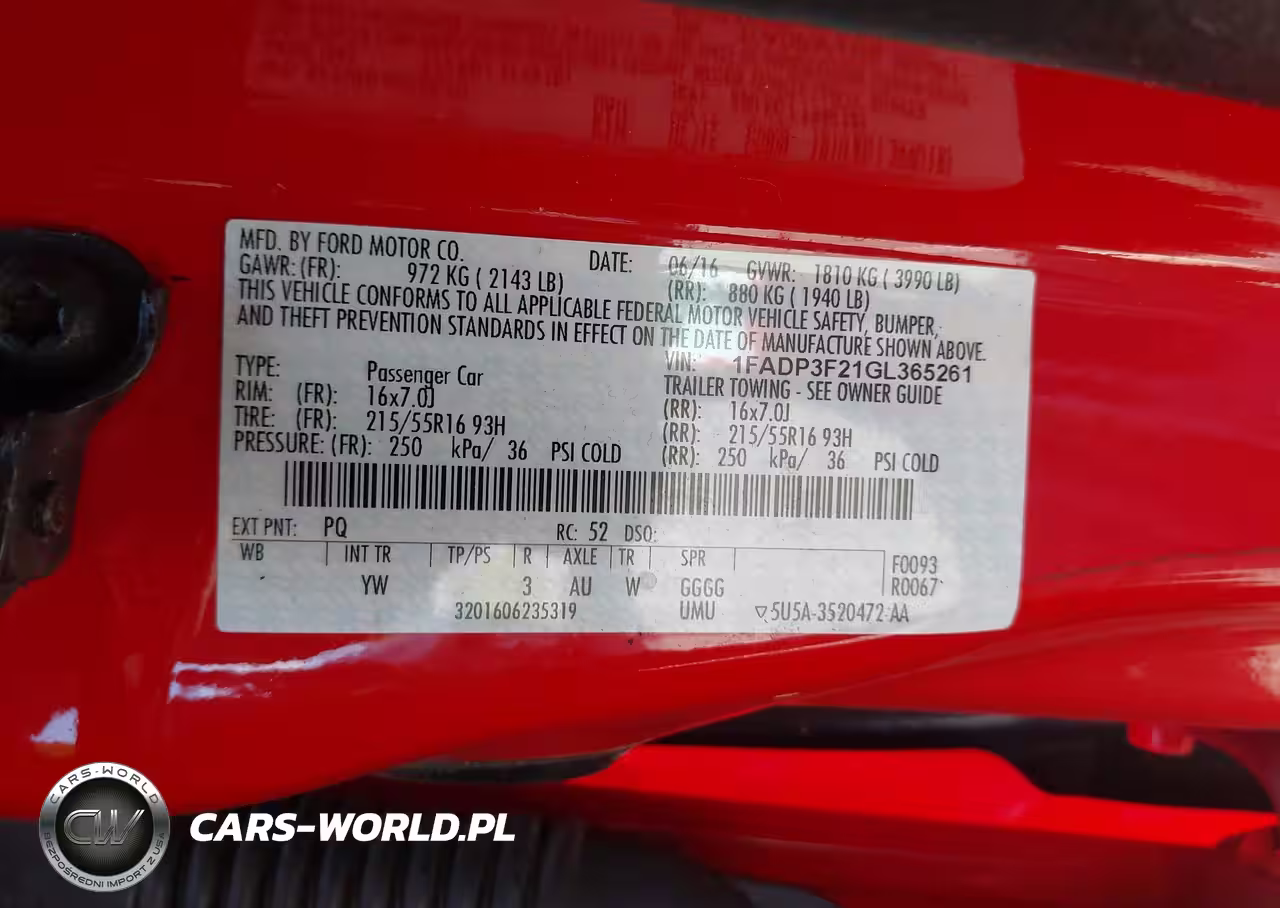 MFD. BY FORD MOTOR CO. DATE: 06/16 GVWR: 1810 KG ( 3990 LB)
GAWR: (FR): 972 KG ( 2143 LB) (RR): 880 KG ( 1940 LB)
THIS VEHICLE CONFORMS TO ALL APPLICABLE FEDERAL MOTOR VEHICLE SAFETY, BUMPER,
AND THEFT PREVENTION STANDARDS IN EFFECT ON THE DATE OF MANUFACTURE SHOWN ABOVE.
VIN: 1FADP3F21GL365261
TYPE: Passenger Car TRAILER TOWING - SEE OWNER GUIDE
RIM: (FR): 16x7.0J (RR): 16x7.0J
TIRE: (FR): 215/55R16 93H (RR): 215/55R16 93H
PRESSURE: (FR): 250 kPa/ 36 PSI COLD (RR): 250 kPa/ 36 PSI COLD
EXT PNT: PQ RC: 52 DSO:
WB INT TR TP/PS R AXLE TR SPR F0093
YW 3 AU W GGGG R0067
3201606235319 UMU ▽5U5A-3520472-AA
CARS-WORLD
CW
BEZPOŚREDNI IMPORT Z USA
CARS-WORLD.PL